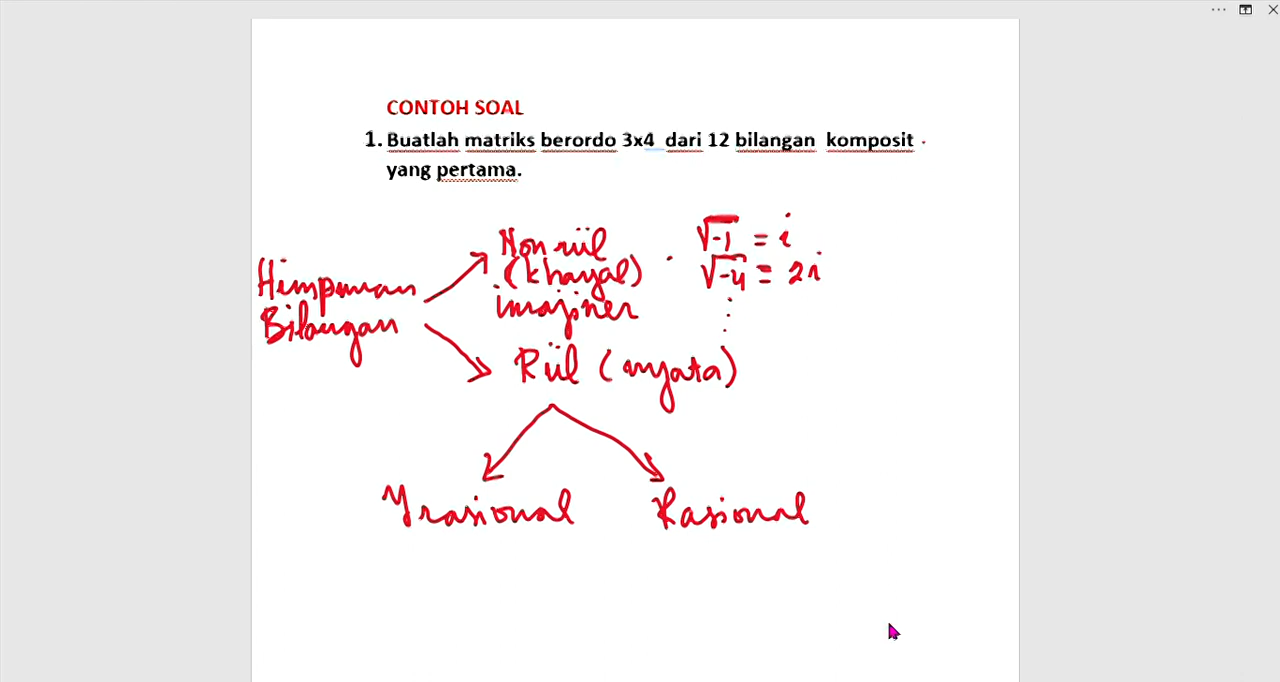 CONTOH SOAL
1. Buatlah matriks berordo 3x4 dari 12 bilangan komposit
yang pertama.
Himpunan
Bilangan
Non riil
(khayal)
imajiner
√-1 = i
√-4 = 2i
⋮
Riil (nyata)
Irasional
Rasional